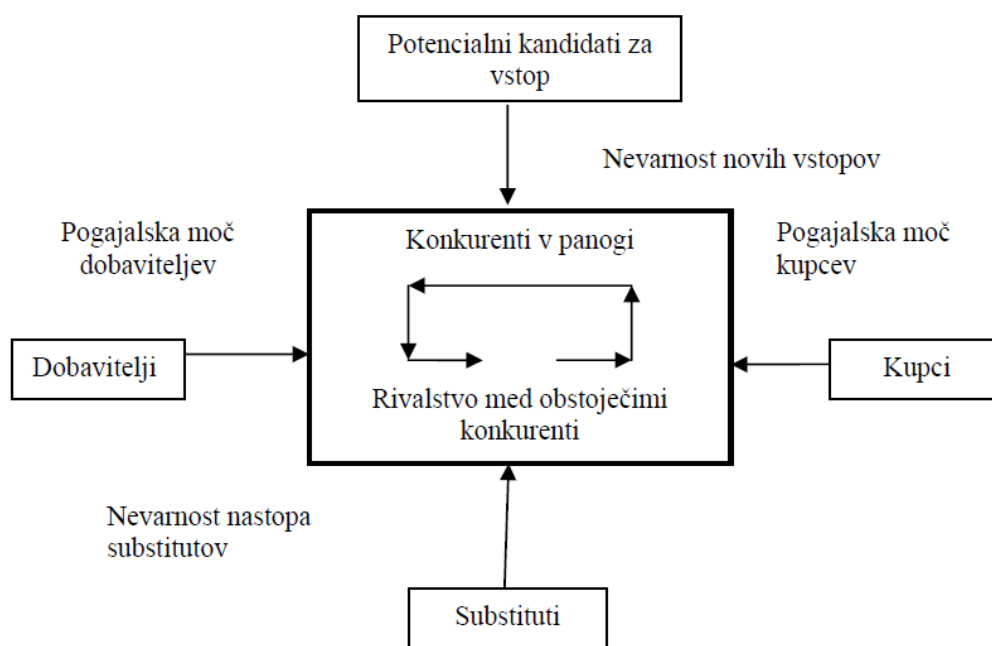 Potencialni kandidati za
vstop
Nevarnost novih vstopov
Pogajalska moč
dobaviteljev
Konkurenti v panogi
Pogajalska moč
kupcev
Dobavitelji
Rivalstvo med obstoječimi
konkurenti
Kupci
Nevarnost nastopa
substitutov
Substituti